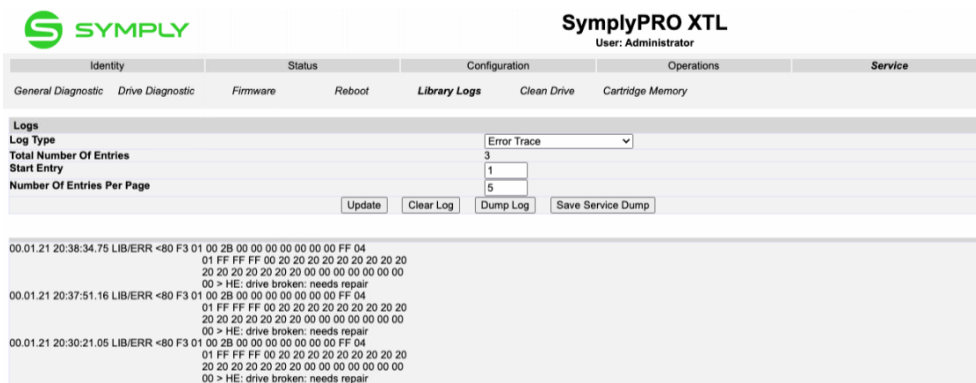 SYMPLY
SymplyPRO XTL
User: Administrator
Identity Status Configuration Operations Service
General Diagnostic Drive Diagnostic Firmware Reboot Library Logs Clean Drive Cartridge Memory
Logs
Log Type Error Trace
Total Number Of Entries 3
Start Entry 1
Number Of Entries Per Page 5
Update Clear Log Dump Log Save Service Dump
00.01.21 20:38:34.75 LIB/ERR <80 F3 01 00 2B 00 00 00 00 00 00 00 FF 04
01 FF FF FF 00 20 20 20 20 20 20 20 20 20
20 20 20 20 20 20 20 00 00 00 00 00 00 00
00 > HE: drive broken: needs repair
00.01.21 20:37:51.16 LIB/ERR <80 F3 01 00 2B 00 00 00 00 00 00 00 FF 04
01 FF FF FF 00 20 20 20 20 20 20 20 20 20
20 20 20 20 20 20 20 00 00 00 00 00 00 00
00 > HE: drive broken: needs repair
00.01.21 20:30:21.05 LIB/ERR <80 F3 01 00 2B 00 00 00 00 00 00 00 FF 04
01 FF FF FF 00 20 20 20 20 20 20 20 20 20
20 20 20 20 20 20 20 00 00 00 00 00 00 00
00 > HE: drive broken: needs repair